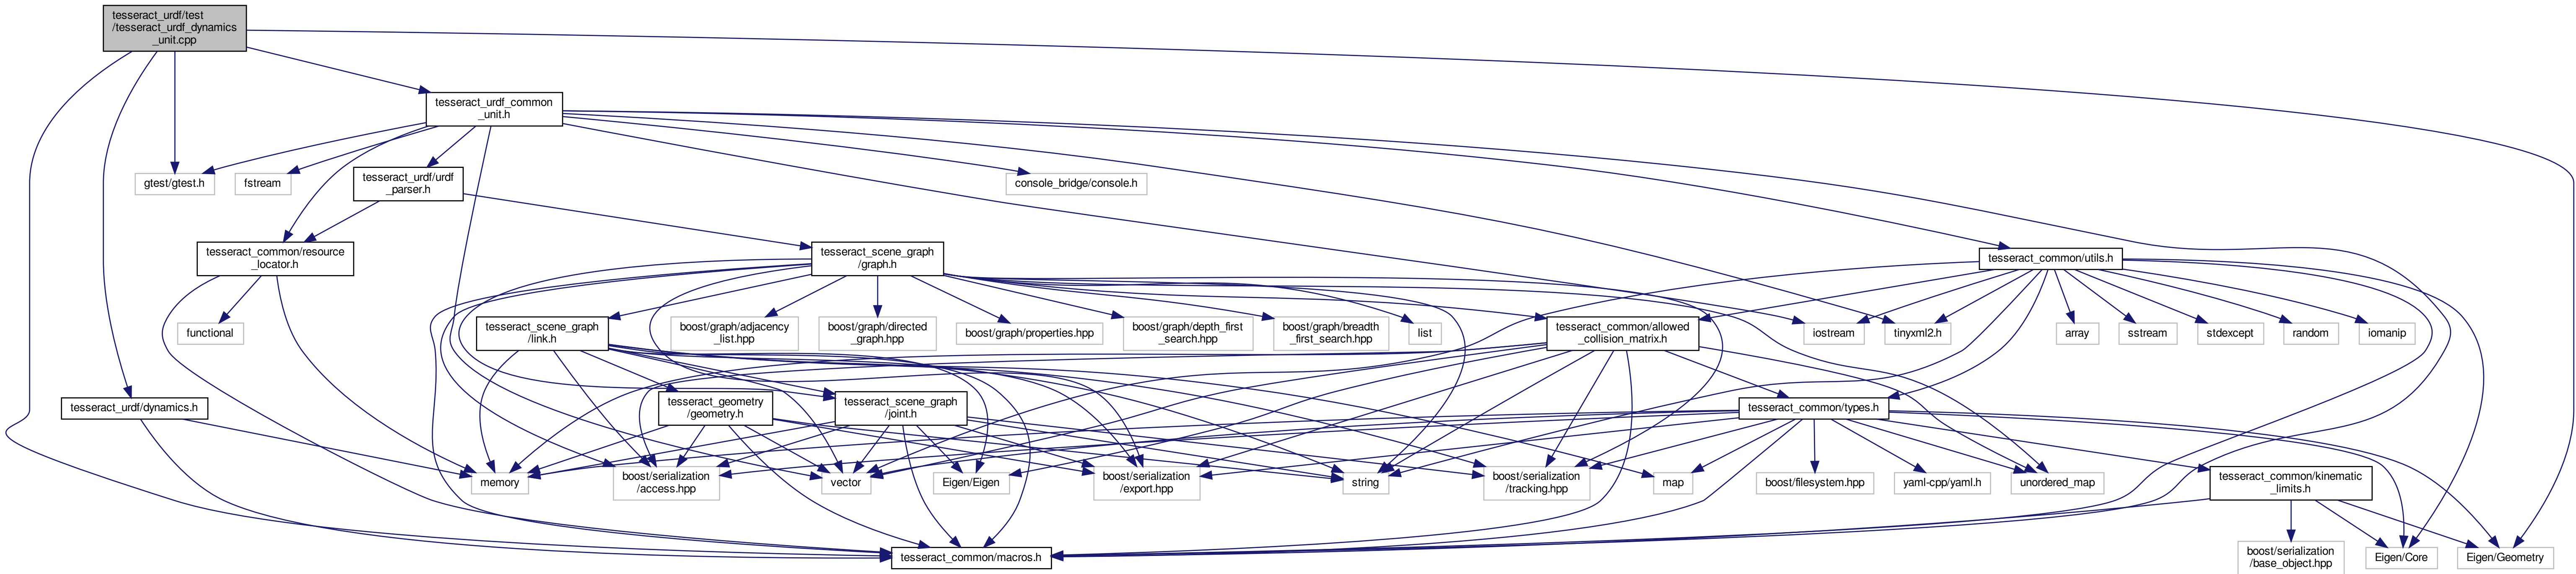 tesseract_urdf/test
/tesseract_urdf_dynamics
_unit.cpp
tesseract_urdf_common
_unit.h
gtest/gtest.h
fstream
tesseract_urdf/urdf
_parser.h
console_bridge/console.h
tesseract_common/resource
_locator.h
tesseract_scene_graph
/graph.h
tesseract_common/utils.h
functional
tesseract_scene_graph
/link.h
boost/graph/adjacency
_list.hpp
boost/graph/directed
_graph.hpp
boost/graph/properties.hpp
boost/graph/depth_first
_search.hpp
boost/graph/breadth
_first_search.hpp
list
tesseract_common/allowed
_collision_matrix.h
iostream
tinyxml2.h
array
sstream
stdexcept
random
iomanip
tesseract_urdf/dynamics.h
tesseract_geometry
/geometry.h
tesseract_scene_graph
/joint.h
tesseract_common/types.h
memory
boost/serialization
/access.hpp
vector
Eigen/Eigen
boost/serialization
/export.hpp
string
boost/serialization
/tracking.hpp
map
boost/filesystem.hpp
yaml-cpp/yaml.h
unordered_map
tesseract_common/kinematic
_limits.h
tesseract_common/macros.h
boost/serialization
/base_object.hpp
Eigen/Core
Eigen/Geometry